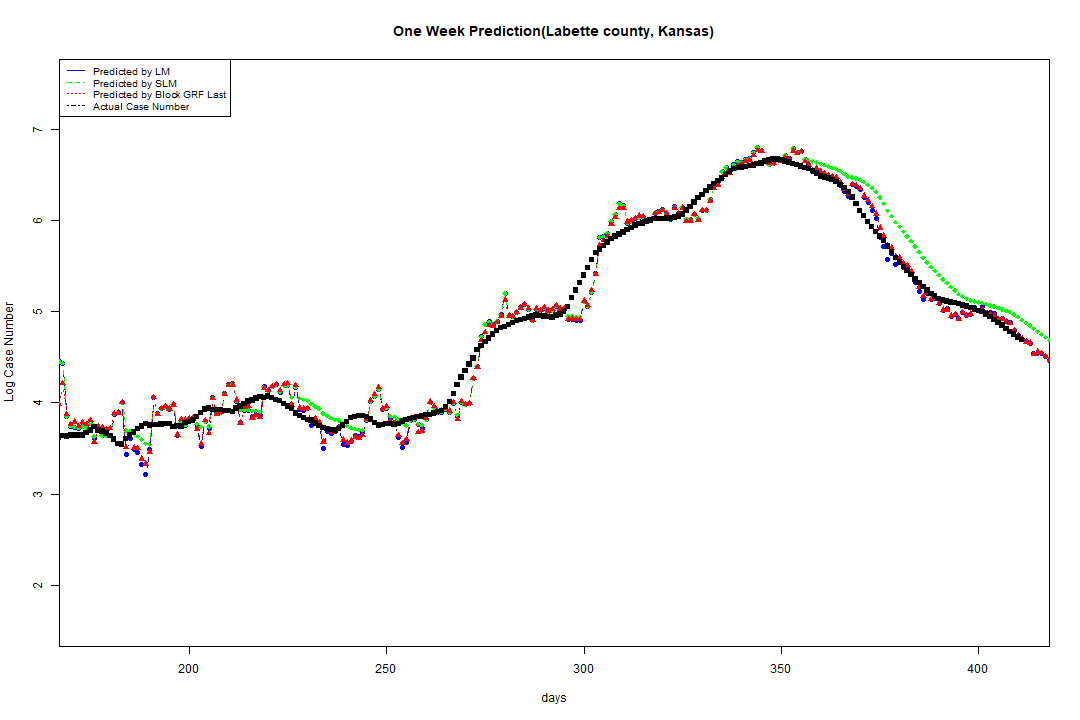 One Week Prediction(Labette county, Kansas)
Predicted by LM
Predicted by SLM
Predicted by Block GRF Last
Actual Case Number
7
6
5
4
3
2
Log Case Number
200 250 300 350 400
days